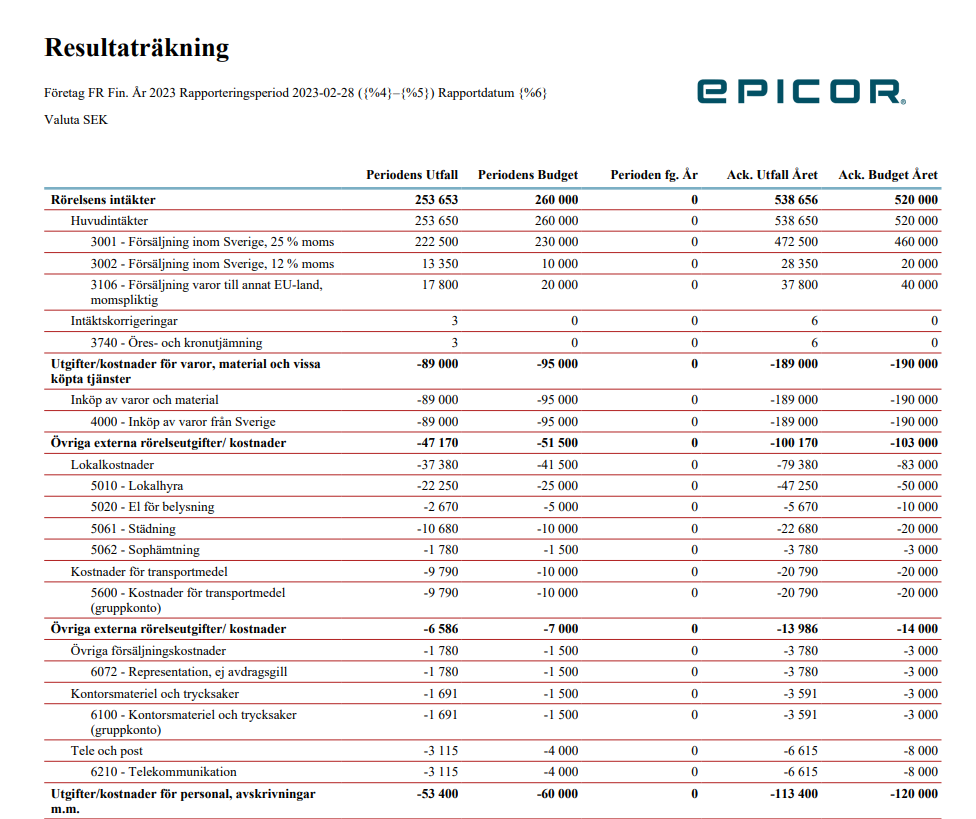 Resultaträkning
Företag FR Fin. År 2023 Rapporteringsperiod 2023-02-28 ({%4}–{%5}) Rapportdatum {%6}
EPICOR®
Valuta SEK
Periodens Utfall Periodens Budget Perioden fg. År Ack. Utfall Året Ack. Budget Året
Rörelsens intäkter 253 653 260 000 0 538 656 520 000
Huvudintäkter 253 650 260 000 0 538 650 520 000
3001 - Försäljning inom Sverige, 25 % moms 222 500 230 000 0 472 500 460 000
3002 - Försäljning inom Sverige, 12 % moms 13 350 10 000 0 28 350 20 000
3106 - Försäljning varor till annat EU-land, 17 800 20 000 0 37 800 40 000
momspliktig
Intäktskorrigeringar 3 0 0 6 0
3740 - Öres- och kronutjämning 3 0 0 6 0
Utgifter/kostnader för varor, material och vissa -89 000 -95 000 0 -189 000 -190 000
köpta tjänster
Inköp av varor och material -89 000 -95 000 0 -189 000 -190 000
4000 - Inköp av varor från Sverige -89 000 -95 000 0 -189 000 -190 000
Övriga externa rörelseutgifter/ kostnader -47 170 -51 500 0 -100 170 -103 000
Lokalkostnader -37 380 -41 500 0 -79 380 -83 000
5010 - Lokalhyra -22 250 -25 000 0 -47 250 -50 000
5020 - El för belysning -2 670 -5 000 0 -5 670 -10 000
5061 - Städning -10 680 -10 000 0 -22 680 -20 000
5062 - Sophämtning -1 780 -1 500 0 -3 780 -3 000
Kostnader för transportmedel -9 790 -10 000 0 -20 790 -20 000
5600 - Kostnader för transportmedel -9 790 -10 000 0 -20 790 -20 000
(gruppkonto)
Övriga externa rörelseutgifter/ kostnader -6 586 -7 000 0 -13 986 -14 000
Övriga försäljningskostnader -1 780 -1 500 0 -3 780 -3 000
6072 - Representation, ej avdragsgill -1 780 -1 500 0 -3 780 -3 000
Kontorsmateriel och trycksaker -1 691 -1 500 0 -3 591 -3 000
6100 - Kontorsmateriel och trycksaker -1 691 -1 500 0 -3 591 -3 000
(gruppkonto)
Tele och post -3 115 -4 000 0 -6 615 -8 000
6210 - Telekommunikation -3 115 -4 000 0 -6 615 -8 000
Utgifter/kostnader för personal, avskrivningar -53 400 -60 000 0 -113 400 -120 000
m.m.